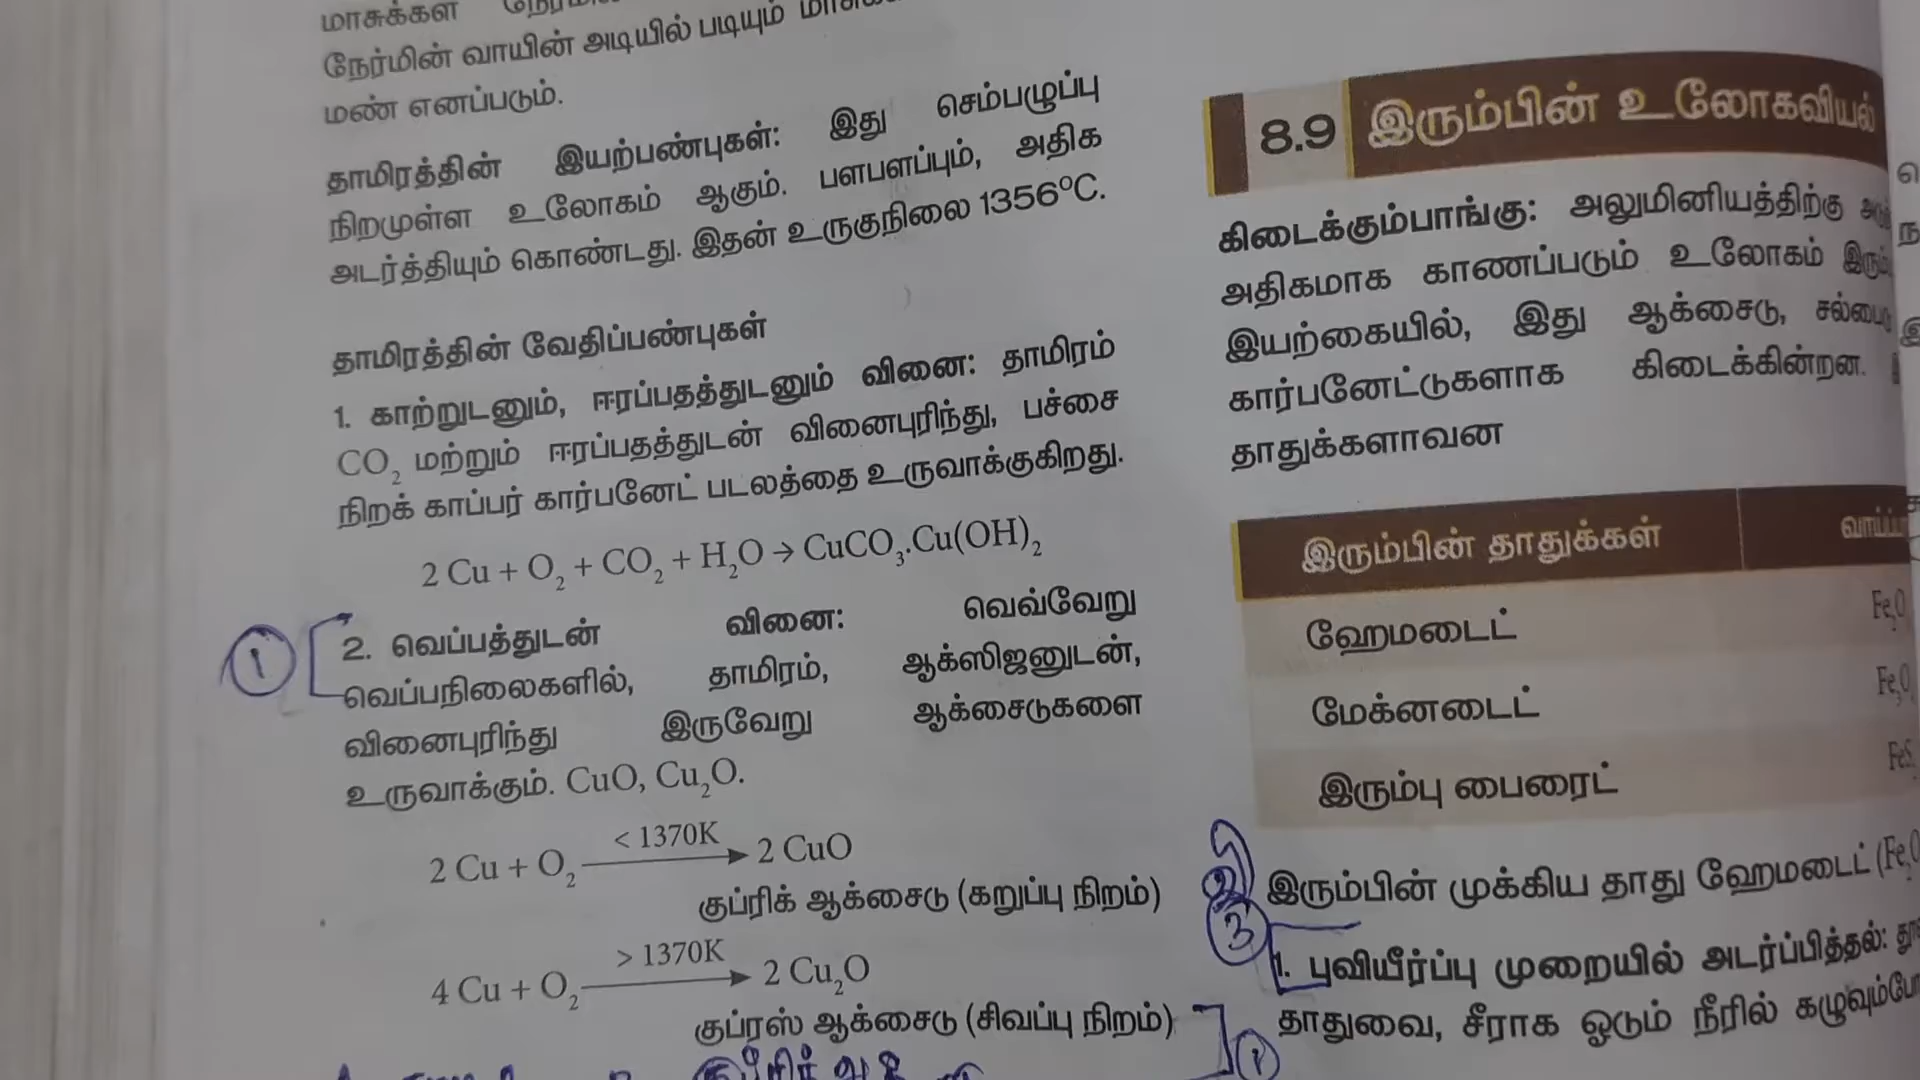 மாசுக்கள்
நேர்மின் வாயின் அடியில் படியும்
மண் எனப்படும்.
தாமிரத்தின் இயற்பண்புகள்: இது செம்பழுப்பு
நிறமுள்ள உலோகம் ஆகும். பளபளப்பும், அதிக
அடர்த்தியும் கொண்டது. இதன் உருகுநிலை 1356⁰C.
தாமிரத்தின் வேதிப்பண்புகள்
1. காற்றுடனும், ஈரப்பதத்துடனும் வினை: தாமிரம்
CO₂ மற்றும் ஈரப்பதத்துடன் வினைபுரிந்து, பச்சை
நிறக் காப்பர் கார்பனேட் படலத்தை உருவாக்குகிறது.
2 Cu + O₂ + CO₂ + H₂O → CuCO₃.Cu(OH)₂
1
2. வெப்பத்துடன் வினை: வெவ்வேறு
வெப்பநிலைகளில், தாமிரம், ஆக்ஸிஜனுடன்,
வினைபுரிந்து இருவேறு ஆக்சைடுகளை
உருவாக்கும். CuO, Cu₂O.
< 1370K
2 Cu + O₂ → 2 CuO
குப்ரிக் ஆக்சைடு (கறுப்பு நிறம்)
> 1370K
4 Cu + O₂ → 2 Cu₂O
குப்ரஸ் ஆக்சைடு (சிவப்பு நிறம்)
8.9 இரும்பின் உலோகவியல்
கிடைக்கும்பாங்கு: அலுமினியத்திற்கு
அதிகமாக காணப்படும் உலோகம்
இயற்கையில், இது ஆக்சைடு,
கார்பனேட்டுகளாக கிடைக்கின்றன.
தாதுக்களாவன
இரும்பின் தாதுக்கள்
ஹேமடைட்
மேக்னடைட்
இரும்பு பைரைட்
இரும்பின் முக்கிய தாது ஹேமடைட்
3
1. புவியீர்ப்பு முறையில் அடர்ப்பித்தல்:
தாதுவை, சீராக ஓடும் நீரில்
1